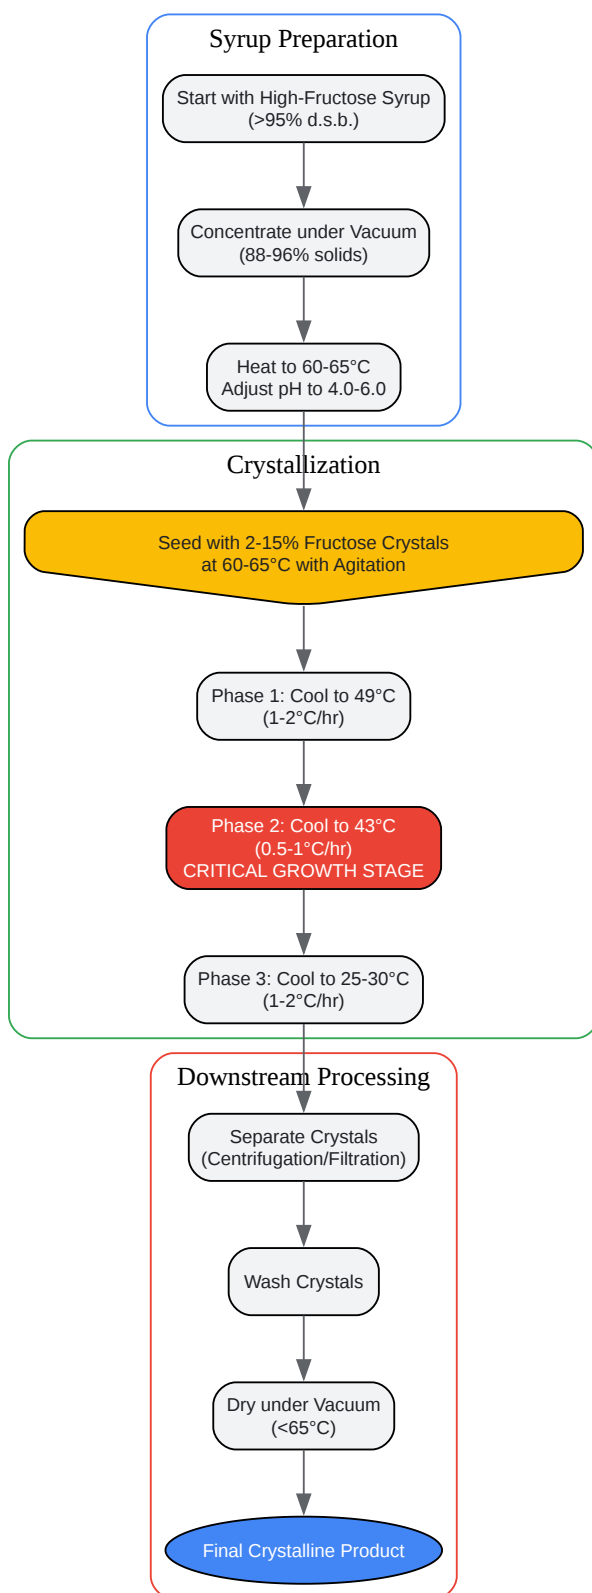 Syrup Preparation
Start with High-Fructose Syrup
(>95% d.s.b.)
Concentrate under Vacuum
(88-96% solids)
Heat to 60-65°C
Adjust pH to 4.0-6.0
Crystallization
Seed with 2-15% Fructose Crystals
at 60-65°C with Agitation
Phase 1: Cool to 49°C
(1-2°C/hr)
Phase 2: Cool to 43°C
(0.5-1°C/hr)
CRITICAL GROWTH STAGE
Phase 3: Cool to 25-30°C
(1-2°C/hr)
Downstream Processing
Separate Crystals
(Centrifugation/Filtration)
Wash Crystals
Dry under Vacuum
(<65°C)
Final Crystalline Product